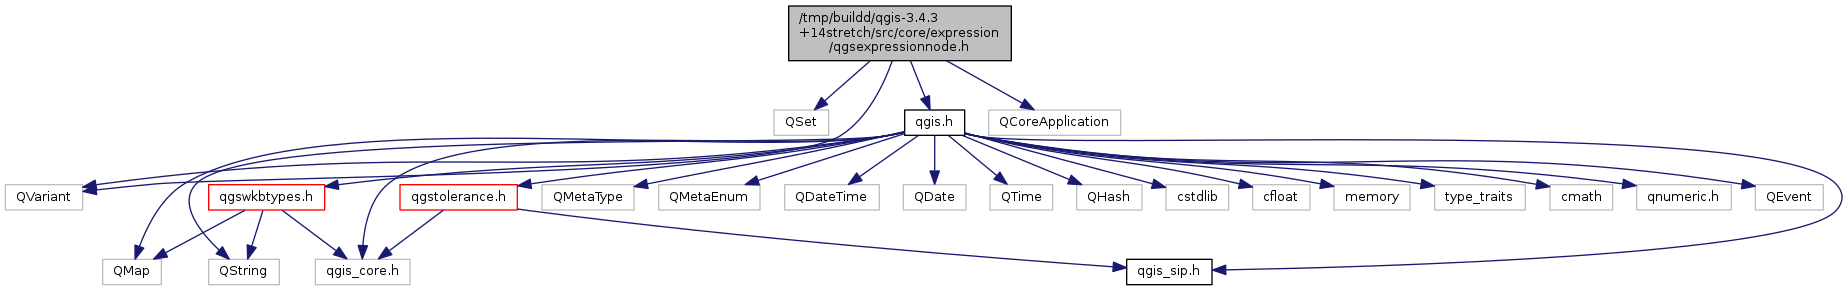 /tmp/buildd/qgis-3.4.3
+14stretch/src/core/expression
/qgsexpressionnode.h
QSet
qgis.h
QCoreApplication
QVariant
qgswkbtypes.h
qgstolerance.h
QMetaType
QMetaEnum
QDateTime
QDate
QTime
QHash
cstdlib
cfloat
memory
type_traits
cmath
qnumeric.h
QEvent
QMap
QString
qgis_core.h
qgis_sip.h